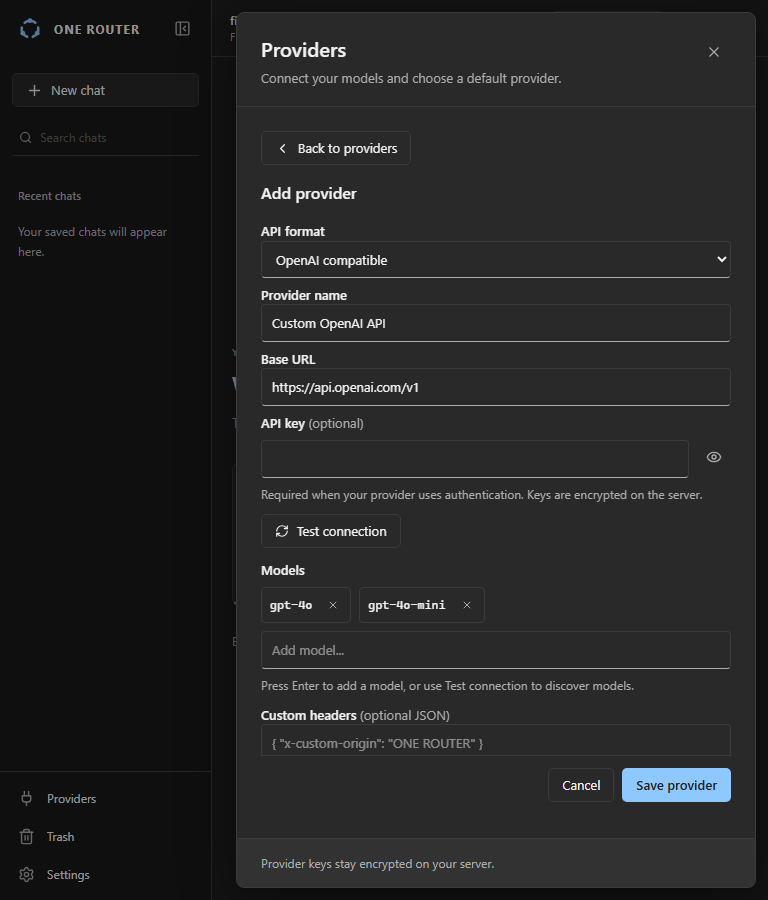 ONE ROUTER
New chat
Search chats
Recent chats
Your saved chats will appear
here.
Providers
Trash
Settings
Providers
Connect your models and choose a default provider.
Back to providers
Add provider
API format
OpenAI compatible
Provider name
Custom OpenAI API
Base URL
https://api.openai.com/v1
API key (optional)
Required when your provider uses authentication. Keys are encrypted on the server.
Test connection
Models
gpt-4o
gpt-4o-mini
Add model...
Press Enter to add a model, or use Test connection to discover models.
Custom headers (optional JSON)
{ "x-custom-origin": "ONE ROUTER" }
Cancel
Save provider
Provider keys stay encrypted on your server.